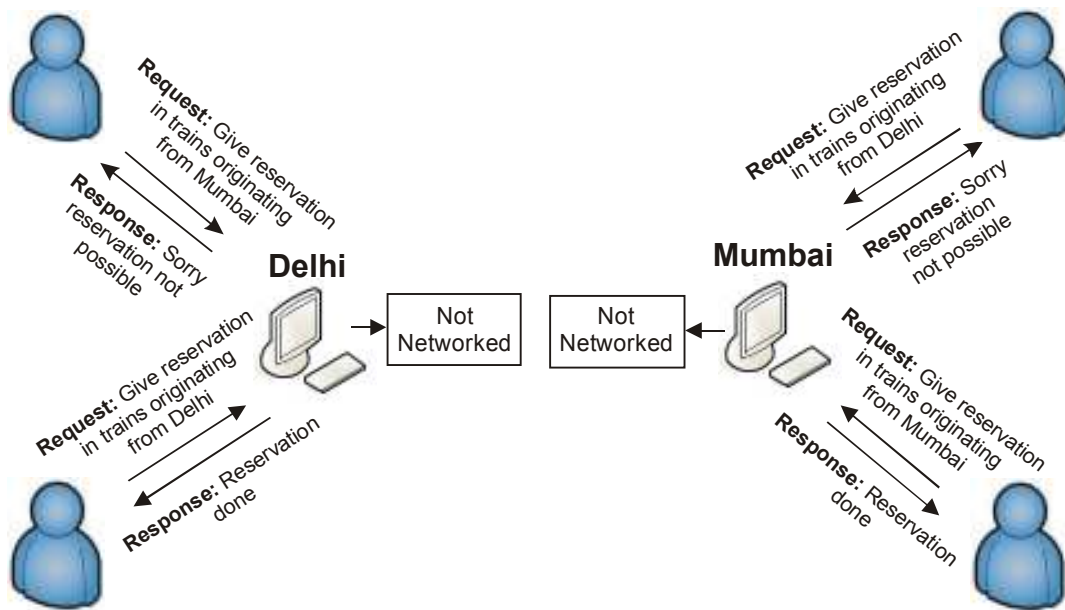 Request: Give reservation
in trains originating
from Mumbai
Response: Sorry
reservation not
possible
Request: Give reservation
in trains originating
from Delhi
Response: Sorry
reservation
not possible
Delhi
Mumbai
Not
Networked
Not
Networked
Request: Give reservation
in trains originating
from Delhi
Response: Reservation
done
Request: Give reservation
in trains originating
from Mumbai
Response: Reservation
done